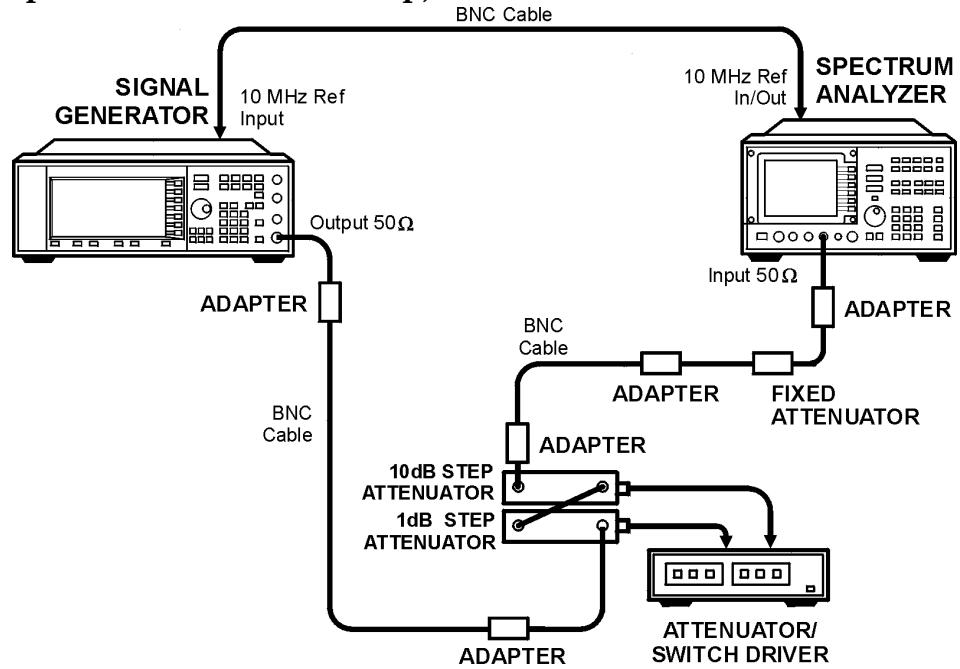 BNC Cable
SIGNAL
GENERATOR
10 MHz Ref
Input
10 MHz Ref
In/Out
SPECTRUM
ANALYZER
Output 50Ω
Input 50Ω
ADAPTER
ADAPTER
BNC
Cable
ADAPTER
FIXED
ATTENUATOR
BNC
Cable
ADAPTER
10dB STEP
ATTENUATOR
1dB STEP
ATTENUATOR
ADAPTER
ATTENUATOR/
SWITCH DRIVER